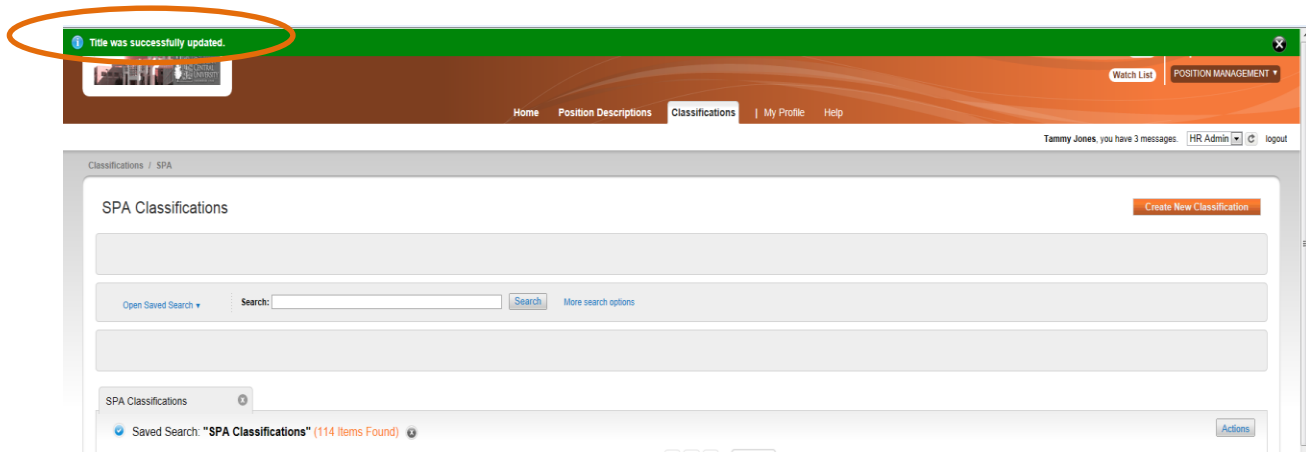 Title was successfully updated.
CENTRAL
UNIVERSITY
Watch List POSITION MANAGEMENT
Home Position Descriptions Classifications | My Profile Help
Tammy Jones, you have 3 messages. HR Admin logout
Classifications / SPA
SPA Classifications
Create New Classification
Open Saved Search Search: Search More search options
SPA Classifications
Saved Search: "SPA Classifications" (114 Items Found)
Actions